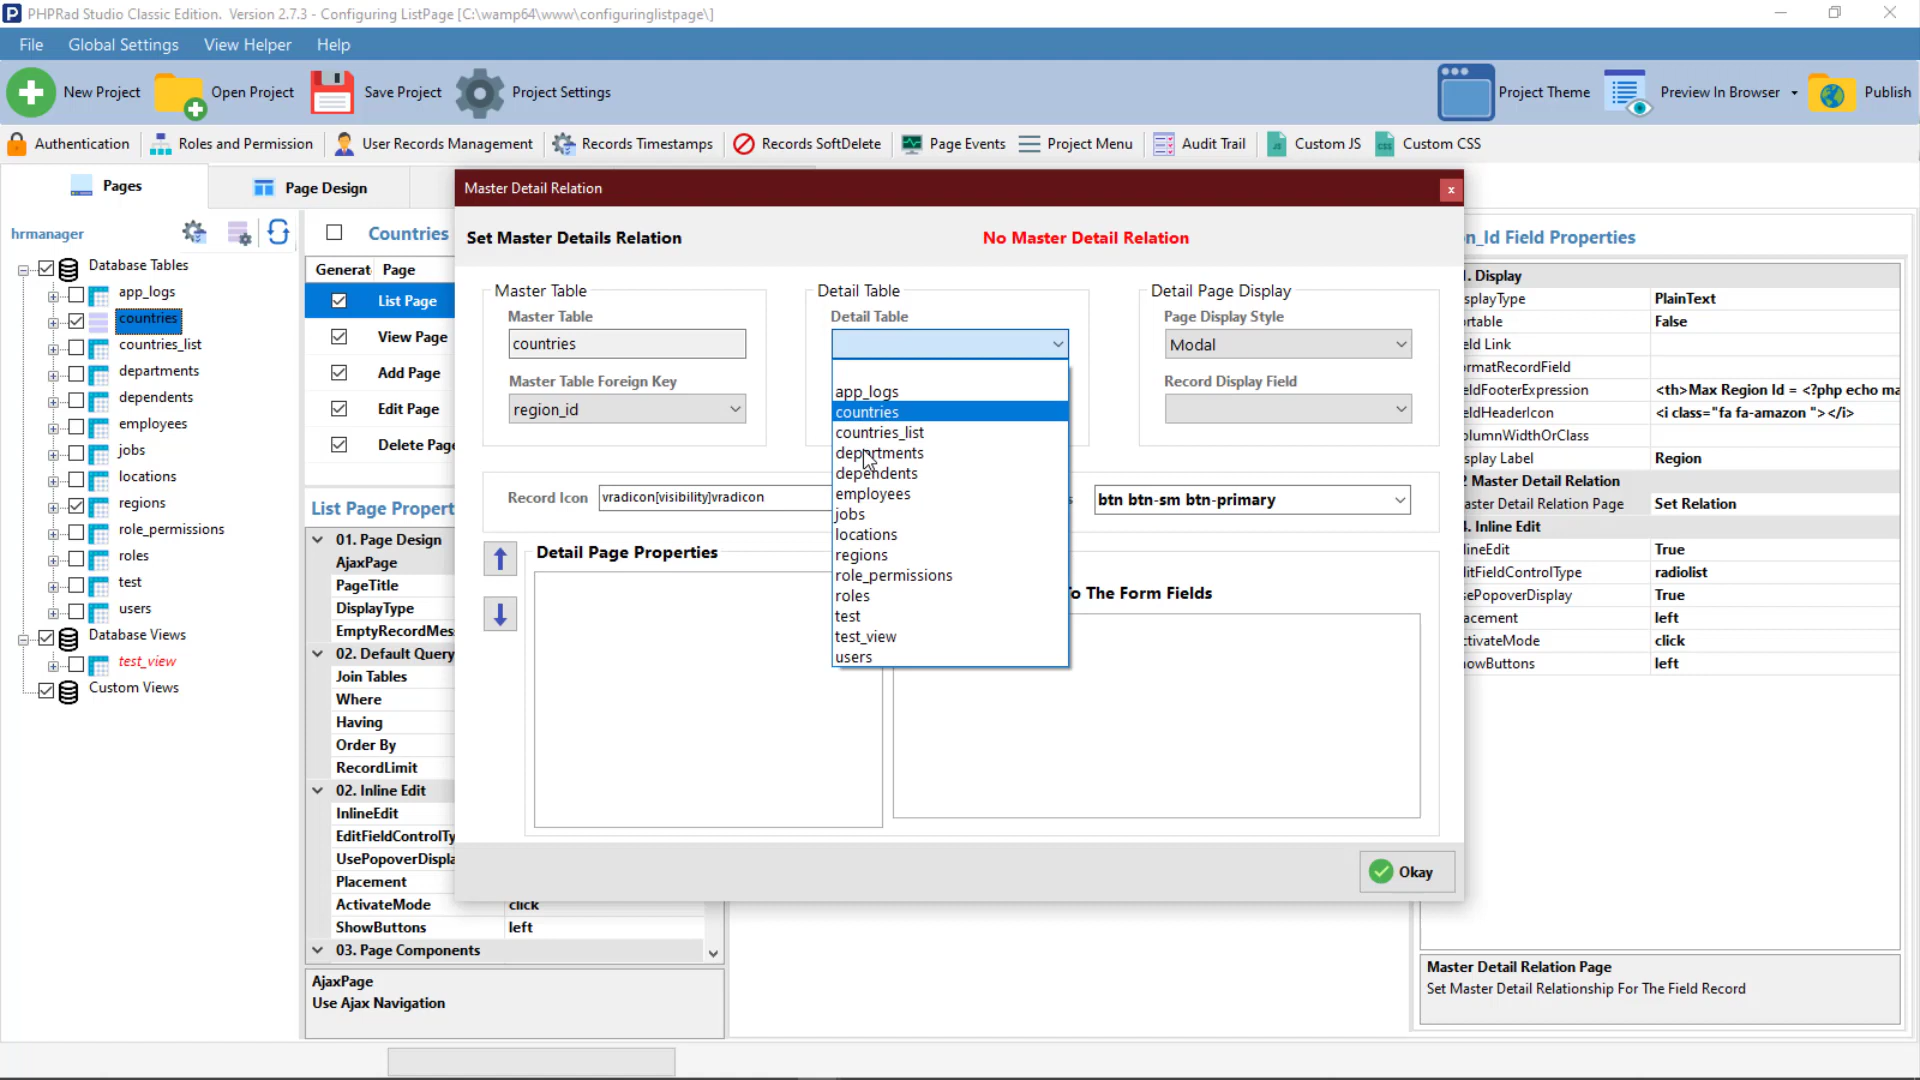 PHPRad Studio Classic Edition. Version 2.7.3 - Configuring ListPage [C:\wamp64\www\configuringlistpage\]
File Global Settings View Helper Help
New Project Open Project Save Project Project Settings Project Theme Preview In Browser Publish
Authentication Roles and Permission User Records Management Records Timestamps Records SoftDelete Page Events Project Menu Audit Trail Custom JS Custom CSS
Pages Page Design
hrmanager
Database Tables
app_logs
countries
countries_list
departments
dependents
employees
jobs
locations
regions
role_permissions
roles
test
users
Database Views
test_view
Custom Views
Countries
Generat Page
List Page
View Page
Add Page
Edit Page
Delete Page
List Page Propert
01. Page Design
AjaxPage
PageTitle
DisplayType
EmptyRecordMes
02. Default Query
Join Tables
Where
Having
Order By
RecordLimit
02. Inline Edit
InlineEdit
EditFieldControlTy
UsePopoverDispla
Placement
ActivateMode click
ShowButtons left
03. Page Components
AjaxPage
Use Ajax Navigation
Master Detail Relation
x
Set Master Details Relation No Master Detail Relation
Master Table
Master Table
countries
Master Table Foreign Key
region_id
Detail Table
Detail Table
app_logs
countries
countries_list
departments
dependents
employees
jobs
locations
regions
role_permissions
roles
test
test_view
users
Detail Page Display
Page Display Style
Modal
Record Display Field
Record Icon vradicon[visibility]vradicon
s btn btn-sm btn-primary
Detail Page Properties
To The Form Fields
Okay
n_Id Field Properties
. Display
splayType PlainText
rtable False
eld Link
ormatRecordField
eldFooterExpression <th>Max Region Id = <?php echo ma
eldHeaderIcon <i class="fa fa-amazon "></i>
olumnWidthOrClass
splay Label Region
2 Master Detail Relation
aster Detail Relation Page Set Relation
4. Inline Edit
lineEdit True
ditFieldControlType radiolist
sePopoverDisplay True
acement left
ctivateMode click
howButtons left
Master Detail Relation Page
Set Master Detail Relationship For The Field Record